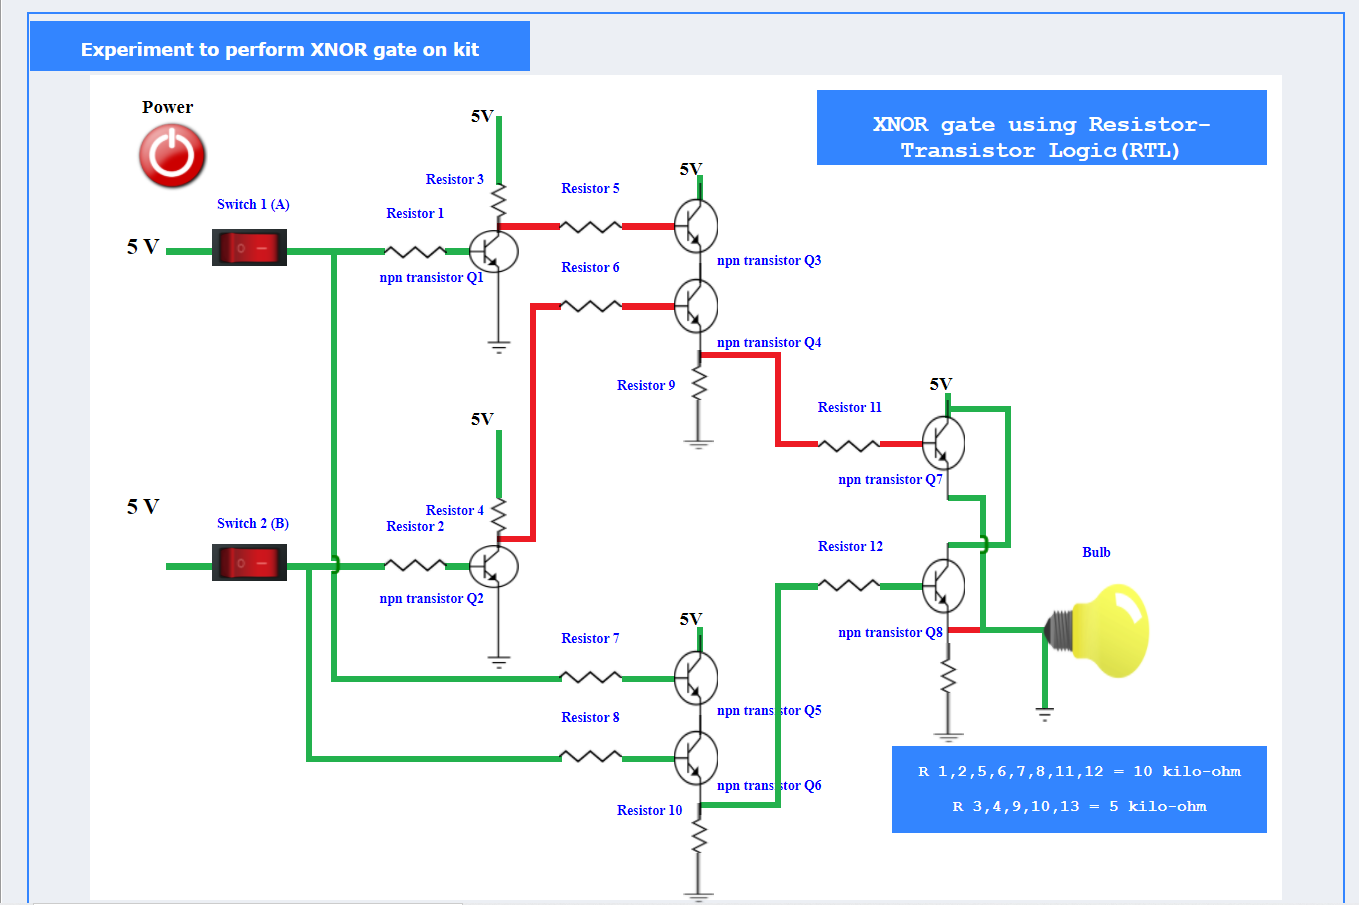 Experiment to perform XNOR gate on kit
Power
XNOR gate using Resistor-
Transistor Logic(RTL)
5V
5V
Resistor 3
Resistor 5
Switch 1 (A)
Resistor 1
5 V
npn transistor Q3
Resistor 6
npn transistor Q1
npn transistor Q4
Resistor 9
5V
Resistor 11
5V
npn transistor Q7
5 V
Resistor 4
Switch 2 (B)
Resistor 2
Resistor 12
Bulb
npn transistor Q2
5V
Resistor 7
npn transistor Q8
npn transistor Q5
Resistor 8
npn transistor Q6
R 1,2,5,6,7,8,11,12 = 10 kilo-ohm
Resistor 10
R 3,4,9,10,13 = 5 kilo-ohm